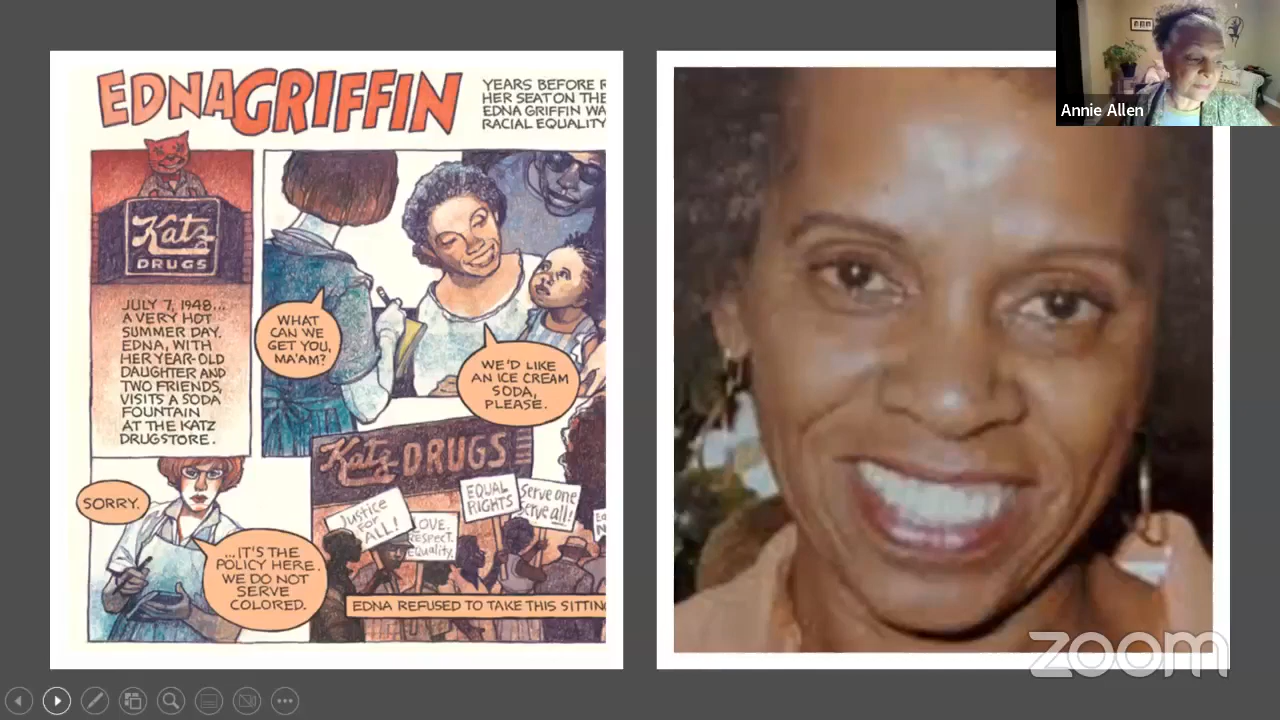 EDNA GRIFFIN
YEARS BEFORE R
HER SEAT ON THE
EDNA GRIFFIN WA
RACIAL EQUALITY
Katz
DRUGS
JULY 7, 1948...
A VERY HOT
SUMMER DAY.
EDNA, WITH
HER YEAR-OLD
DAUGHTER AND
TWO FRIENDS,
VISITS A SODA
FOUNTAIN
AT THE KATZ
DRUGSTORE.
WHAT
CAN WE
GET YOU,
MA'AM?
WE'D LIKE
AN ICE CREAM
SODA,
PLEASE.
SORRY.
...IT'S THE
POLICY HERE.
WE DO NOT
SERVE
COLORED.
Katz DRUGS
Justice
for
ALL!
LOVE.
Respect.
Equality.
EQUAL
RIGHTS
Serve one
Serve all!
EDNA REFUSED TO TAKE THIS SITTING
Annie Allen
zoom